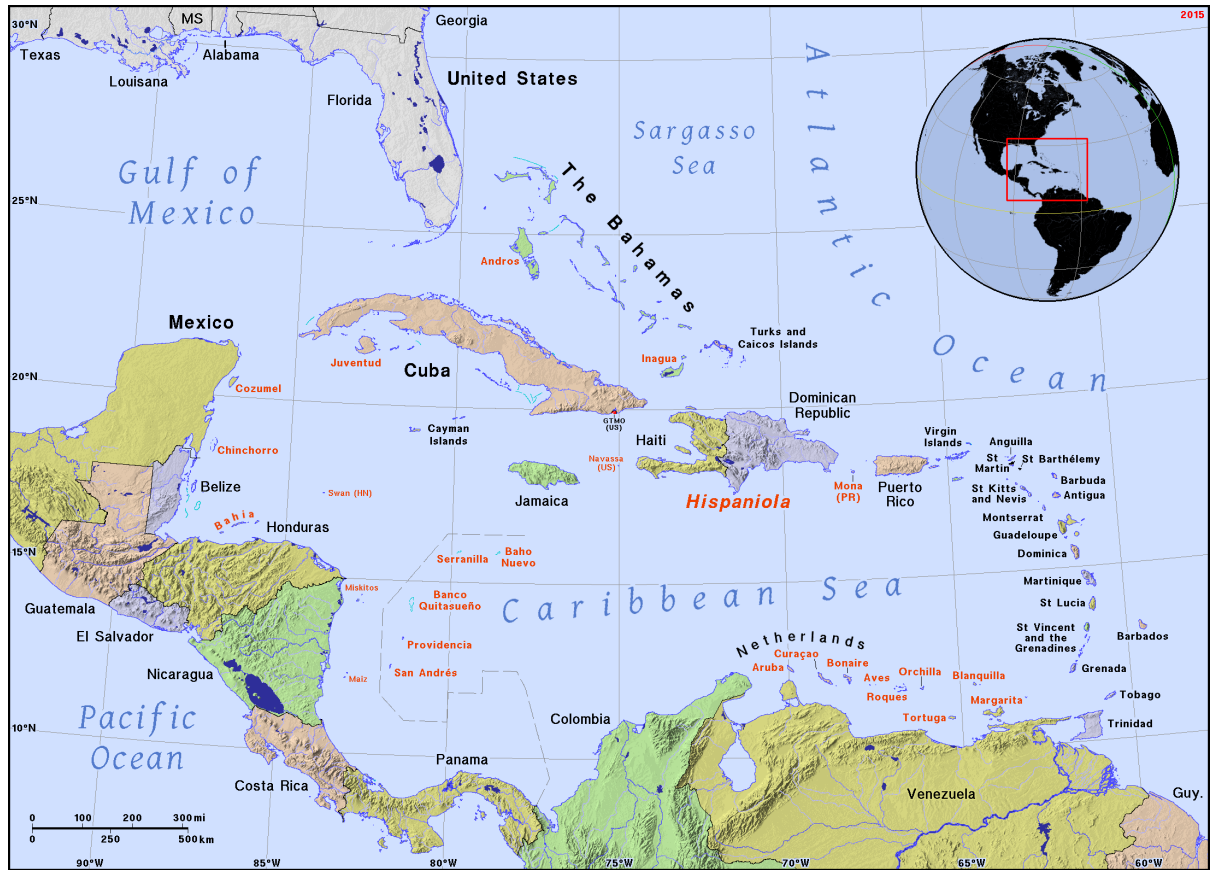 30°N
MS
Georgia
2015
Texas
Alabama
Louisiana
United States
Florida
Atlantic Ocean
Sargasso
Sea
Gulf of
Mexico
The Bahamas
25°N
Andros
Mexico
Turks and
Caicos Islands
Juventud
Inagua
Cuba
20°N
Cozumel
Dominican
Republic
GTMO
(US)
Cayman
Islands
Haiti
Virgin
Islands
Anguilla
Chinchorro
Navassa
(US)
St
Martin
St Barthélemy
Belize
Swan (HN)
Jamaica
Hispaniola
Mona
(PR)
Puerto
Rico
St Kitts
and Nevis
Barbuda
Antigua
Bahia
Honduras
Montserrat
Guadeloupe
15°N
Serranilla
Baho
Nuevo
Dominica
Miskitos
Banco
Quitasueño
Caribbean Sea
Martinique
Guatemala
St Lucia
El Salvador
Providencia
Netherlands
St Vincent
and the
Grenadines
Barbados
Nicaragua
San Andrés
Maíz
Aruba
Curaçao
Bonaire
Aves
Roques
Orchilla
Blanquilla
Grenada
Margarita
Tobago
Pacific
Ocean
10°N
Colombia
Tortuga
Trinidad
Costa Rica
Panama
Venezuela
Guy.
0 100 200 300 mi
0 250 500 km
90°W
85°W
80°W
75°W
70°W
65°W
60°W